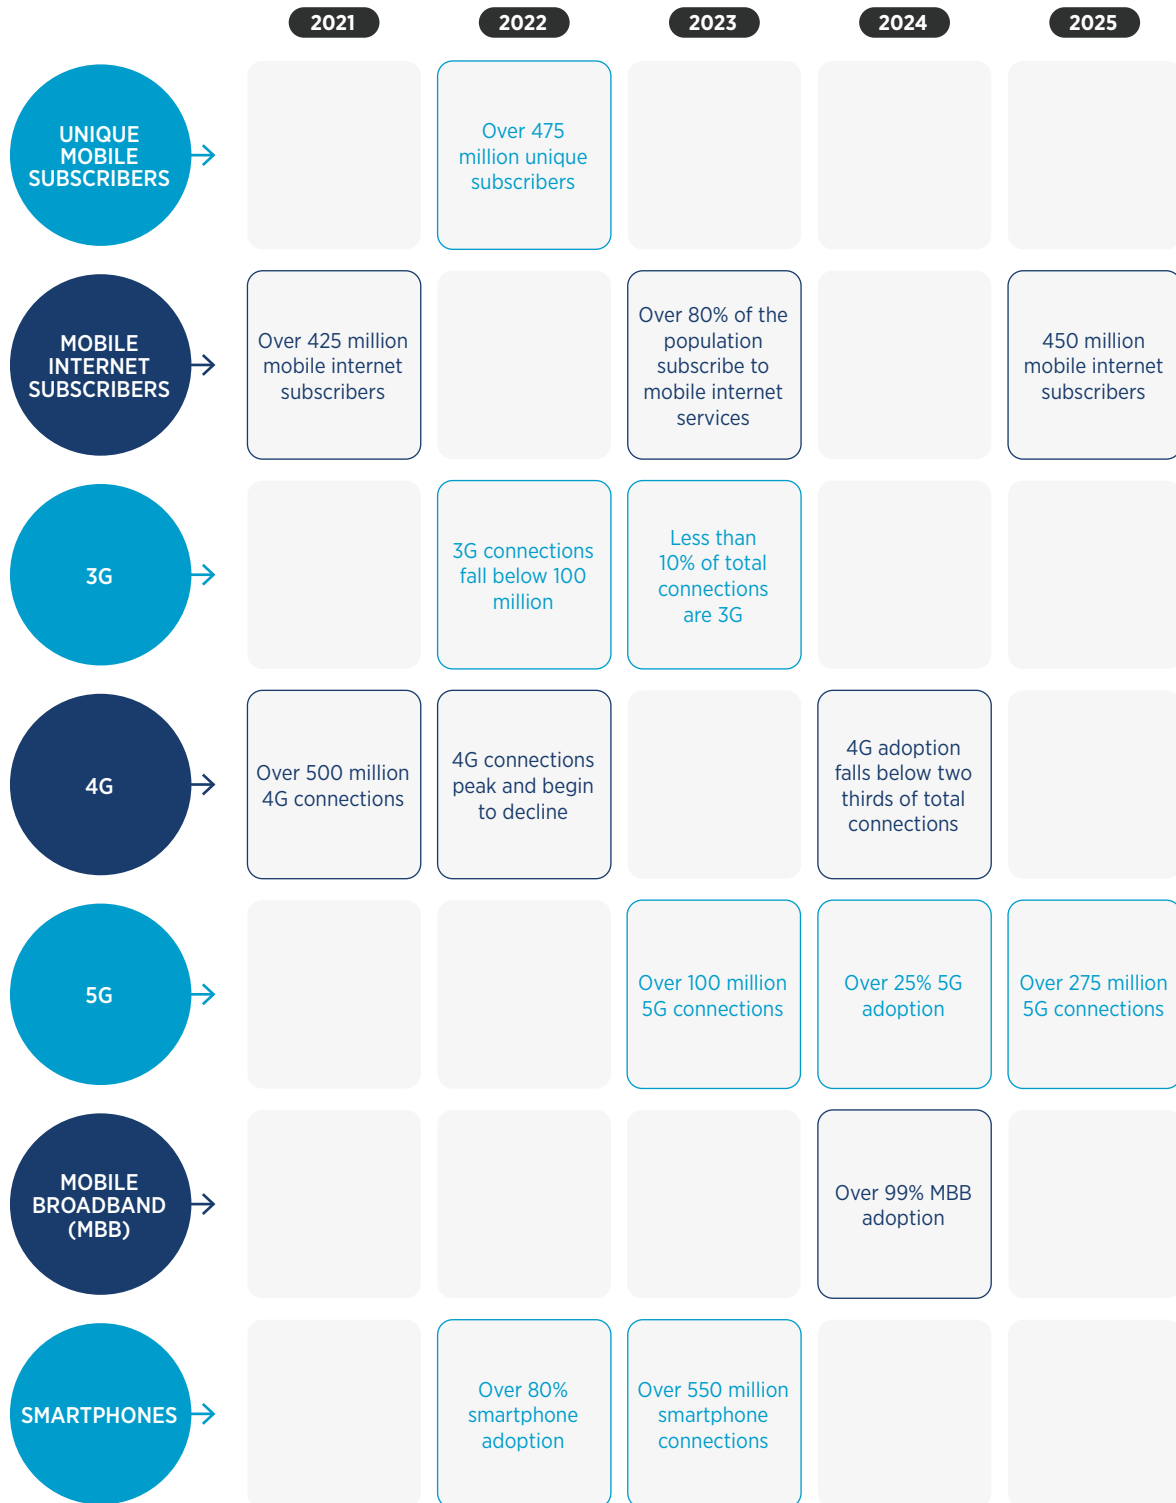 2021 2022 2023 2024 2025
UNIQUE
MOBILE
SUBSCRIBERS
Over 475
million unique
subscribers
MOBILE
INTERNET
SUBSCRIBERS
Over 425 million
mobile internet
subscribers
Over 80% of the
population
subscribe to
mobile internet
services
450 million
mobile internet
subscribers
3G
3G connections
fall below 100
million
Less than
10% of total
connections
are 3G
4G
Over 500 million
4G connections
4G connections
peak and begin
to decline
4G adoption
falls below two
thirds of total
connections
5G
Over 100 million
5G connections
Over 25% 5G
adoption
Over 275 million
5G connections
MOBILE
BROADBAND
(MBB)
Over 99% MBB
adoption
SMARTPHONES
Over 80%
smartphone
adoption
Over 550 million
smartphone
connections